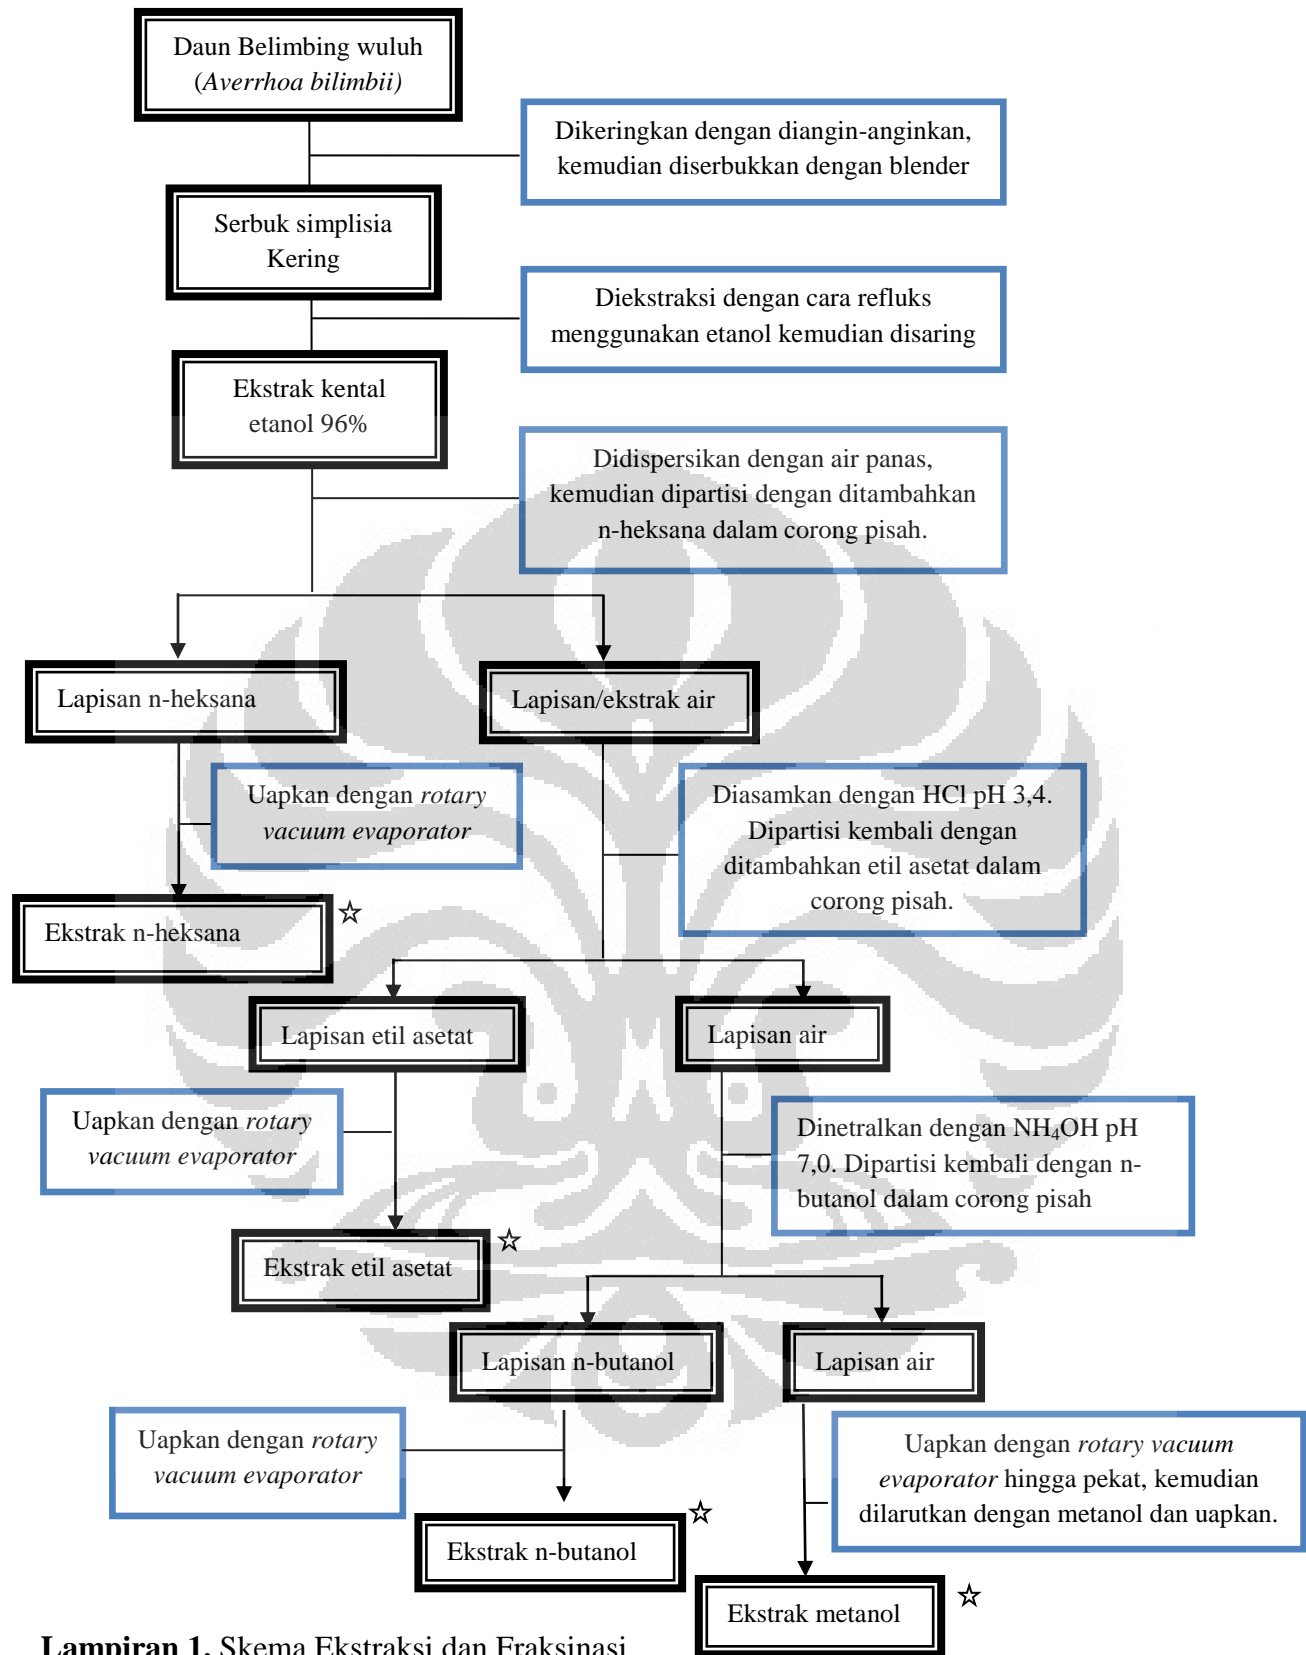 Daun Belimbing wuluh
(Averrhoa bilimbii)
Dikeringkan dengan diangin-anginkan,
kemudian diserbukkan dengan blender
Serbuk simplisia
Kering
Diekstraksi dengan cara refluks
menggunakan etanol kemudian disaring
Ekstrak kental
etanol 96%
Didispersikan dengan air panas,
kemudian dipartisi dengan ditambahkan
n-heksana dalam corong pisah.
Lapisan n-heksana
Lapisan/ekstrak air
Uapkan dengan rotary
vacuum evaporator
Diasamkan dengan HCl pH 3,4.
Dipartisi kembali dengan
ditambahkan etil asetat dalam
corong pisah.
Ekstrak n-heksana
Lapisan etil asetat
Lapisan air
Uapkan dengan rotary
vacuum evaporator
Dinetralkan dengan NH₄OH pH
7,0. Dipartisi kembali dengan n-
butanol dalam corong pisah
Ekstrak etil asetat
Lapisan n-butanol
Lapisan air
Uapkan dengan rotary
vacuum evaporator
Uapkan dengan rotary vacuum
evaporator hingga pekat, kemudian
dilarutkan dengan metanol dan uapkan.
Ekstrak n-butanol
Ekstrak metanol
Lampiran 1. Skema Ekstraksi dan Fraksinasi